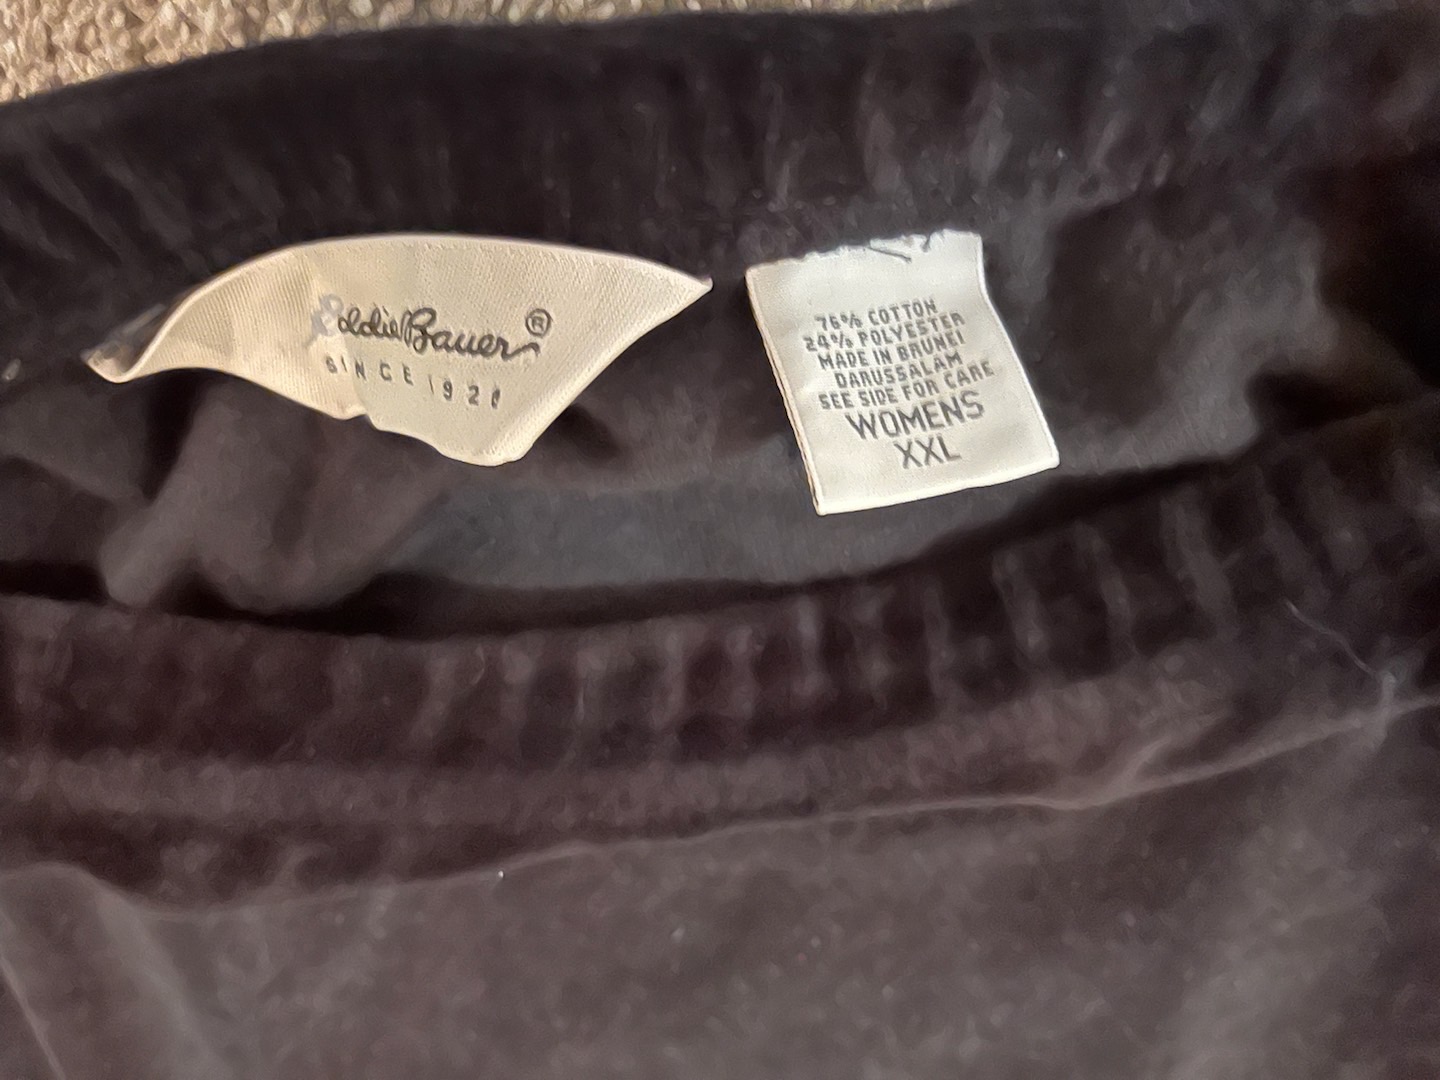 Eddie Bauer®
SINCE 1920
76% COTTON
24% POLYESTER
MADE IN BRUNEI
DARUSSALAM
SEE SIDE FOR CARE
WOMENS
XXL